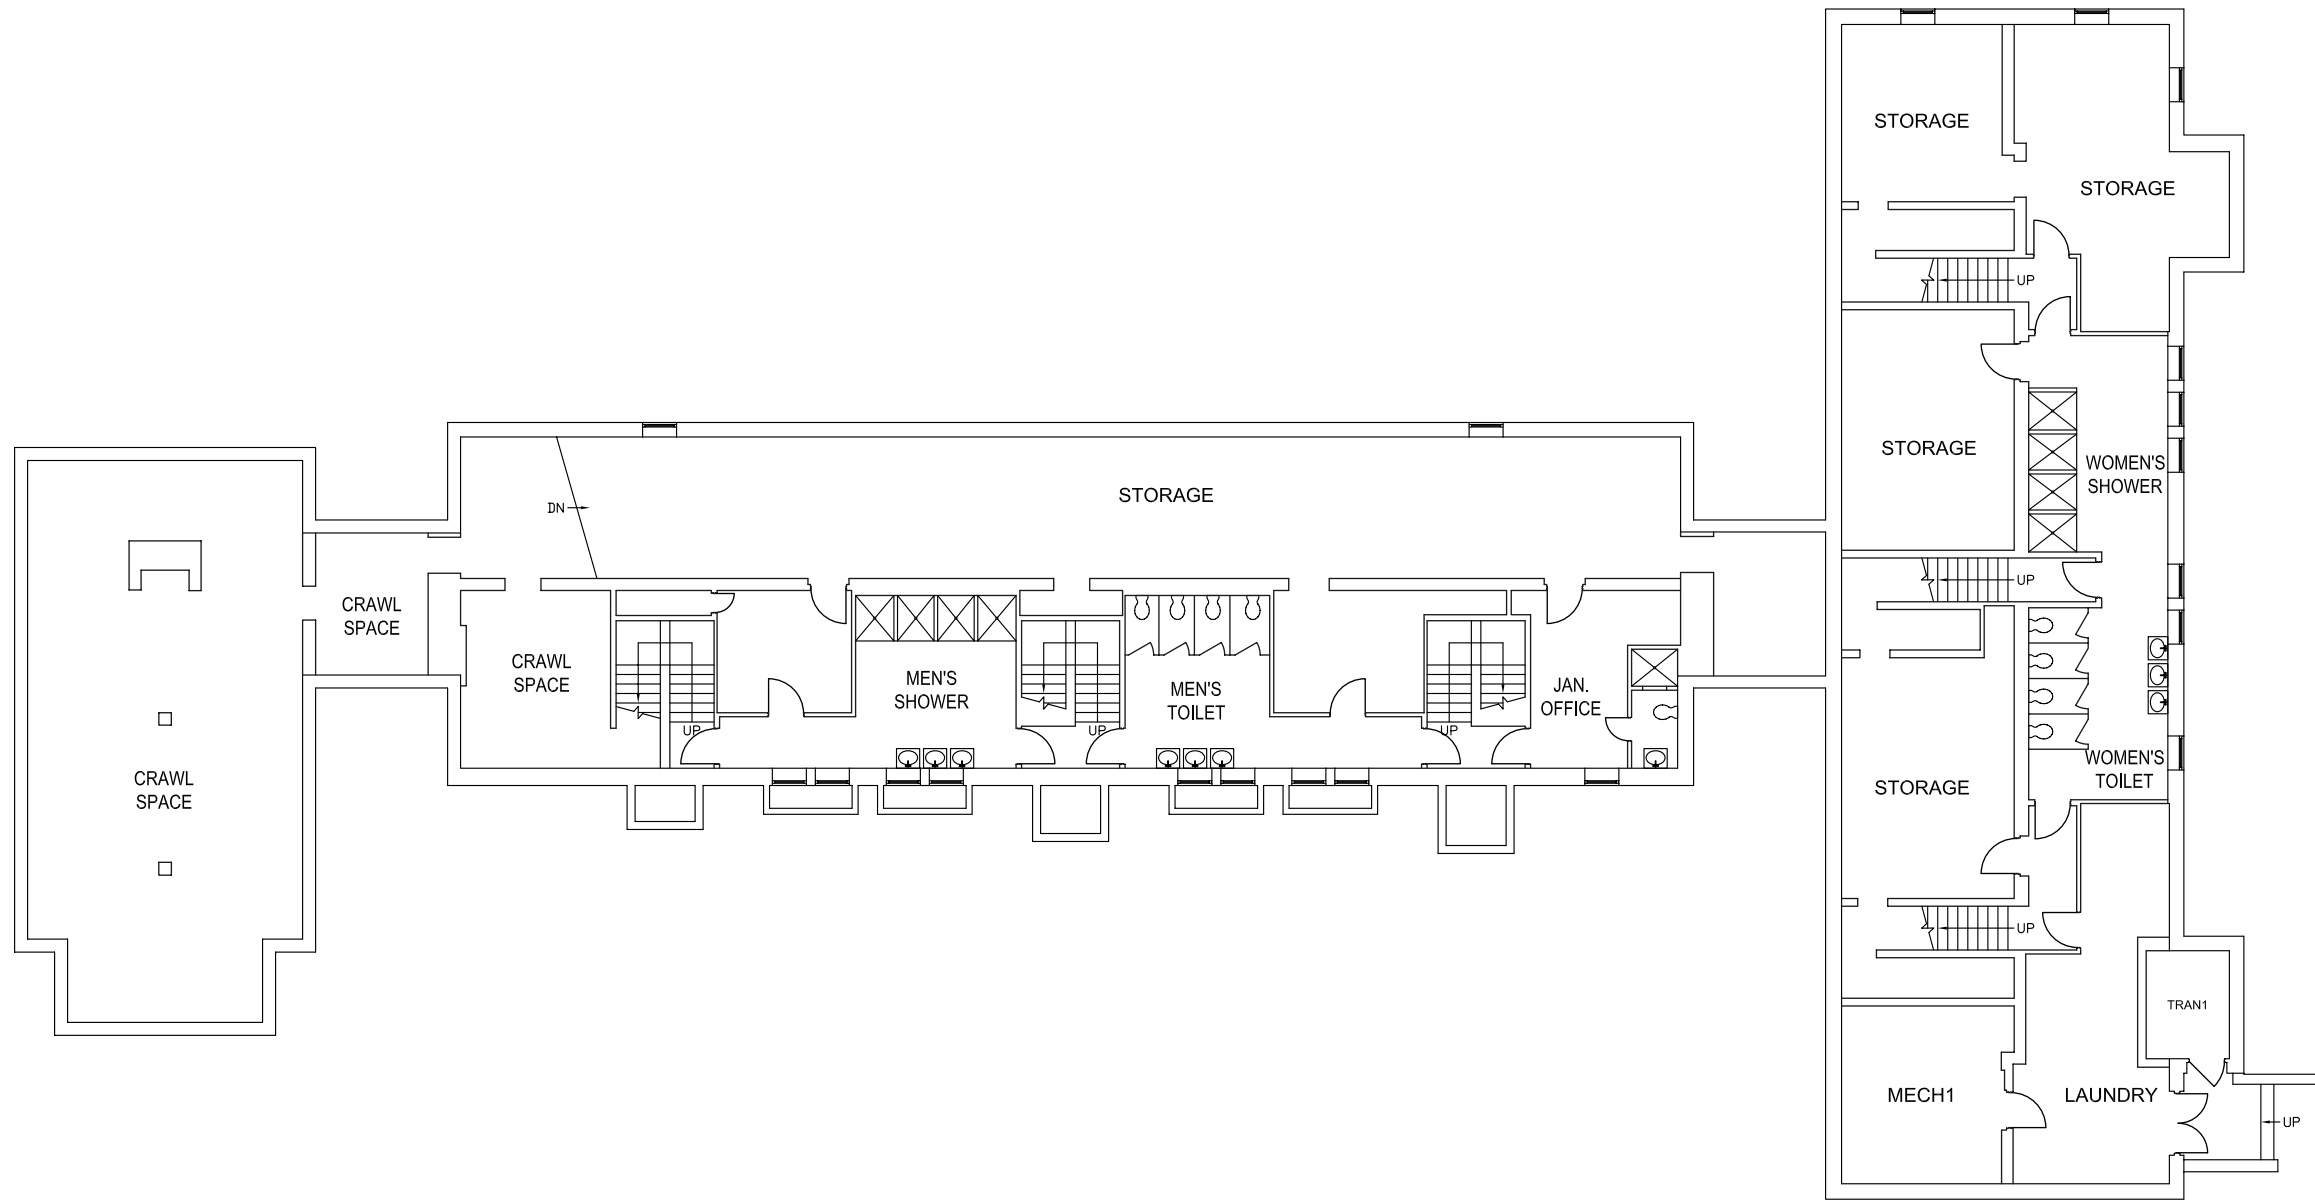 STORAGE
STORAGE
UP
STORAGE
WOMEN'S
SHOWER
STORAGE
DN
UP
CRAWL
SPACE
CRAWL
SPACE
MEN'S
SHOWER
MEN'S
TOILET
JAN.
OFFICE
UP
UP
UP
CRAWL
SPACE
WOMEN'S
TOILET
STORAGE
UP
TRAN1
MECH1
LAUNDRY
UP